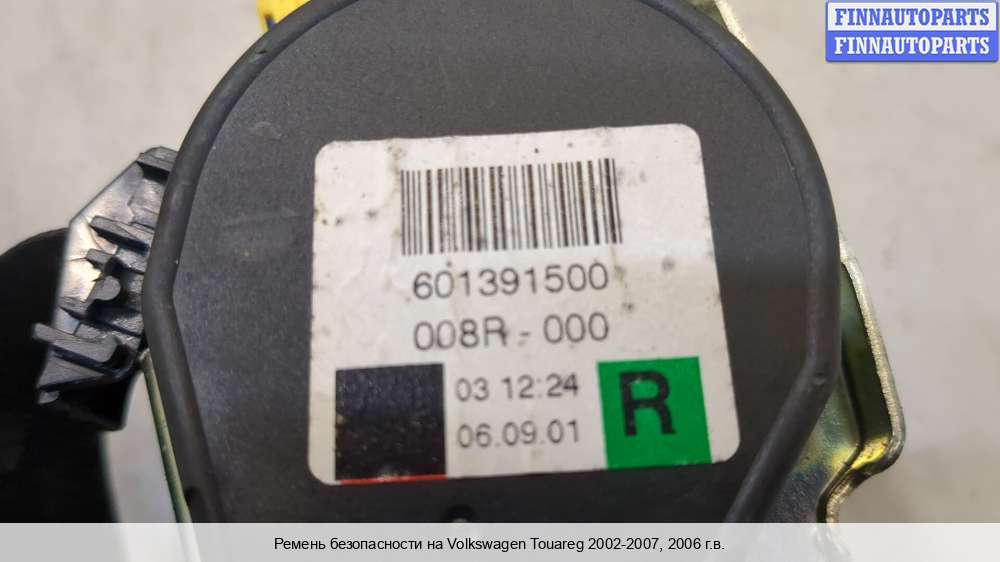 FINNAUTOPARTS
FINNAUTOPARTS
601391500
008R-000
03 12:24
06.09.01
R
Ремень безопасности на Volkswagen Touareg 2002-2007, 2006 г.в.